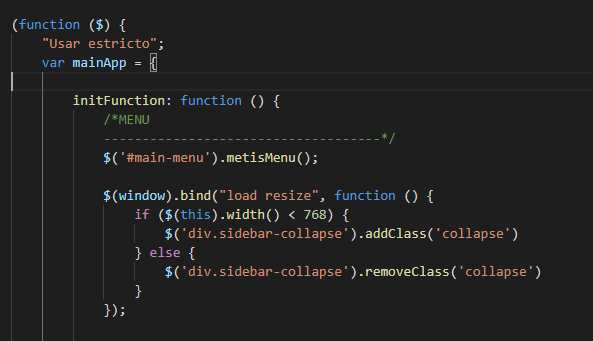 (function ($) {
"Usar estricto";
var mainApp = {
initFunction: function () {
/*MENU
------------------------------------*/
$('#main-menu').metisMenu();
$(window).bind("load resize", function () {
if ($(this).width() < 768) {
$('div.sidebar-collapse').addClass('collapse')
} else {
$('div.sidebar-collapse').removeClass('collapse')
}
});